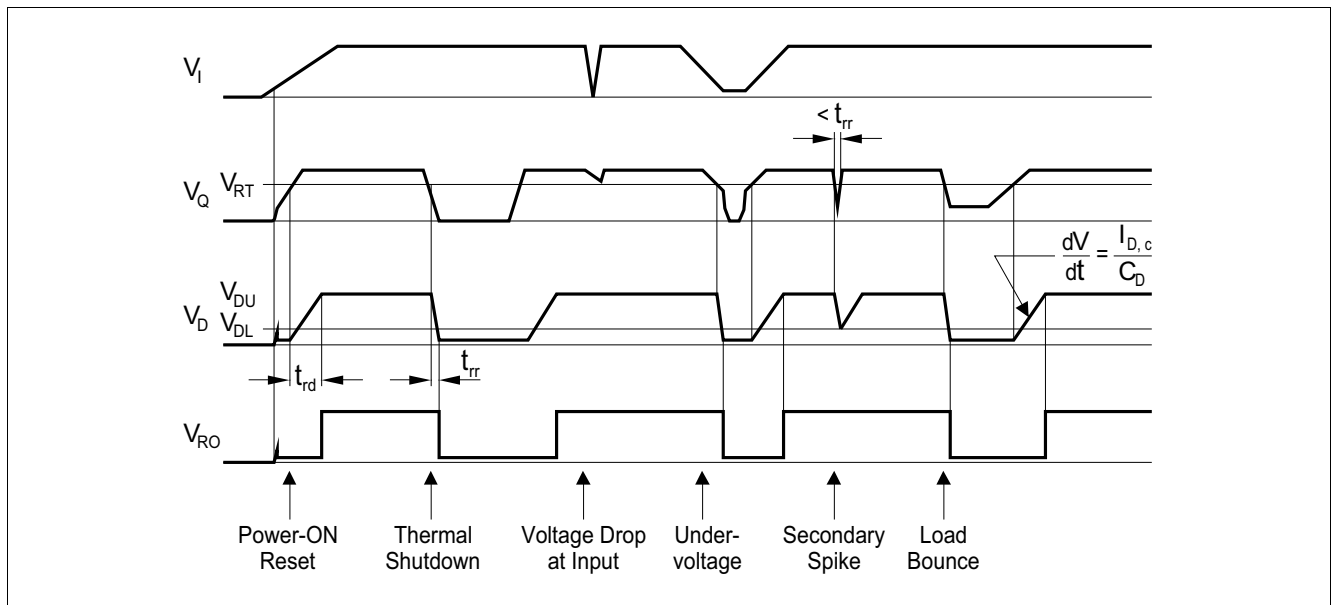 V_I
< t_rr
V_Q V_RT
dV/dt = I_D, c/C_D
V_DU
V_D V_DL
t_rd
t_rr
V_RO
Power-ON Thermal Voltage Drop Under- Secondary Load
Reset Shutdown at Input voltage Spike Bounce